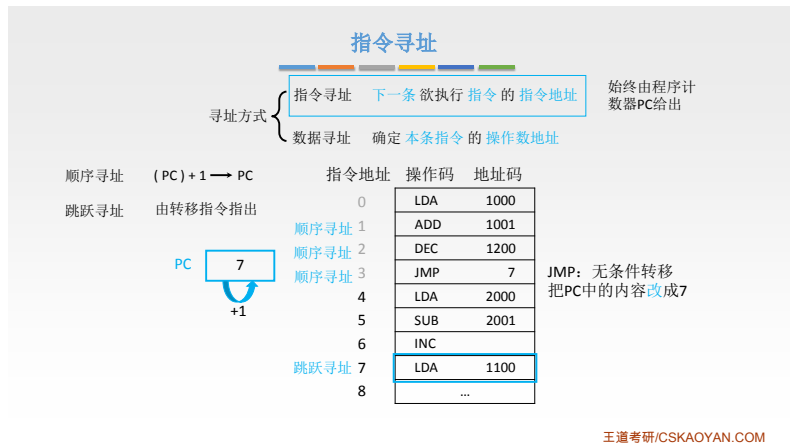 指令寻址
寻址方式
指令寻址 下一条 欲执行 指令 的 指令地址
始终由程序计
数器PC给出
数据寻址 确定 本条指令 的 操作数地址
顺序寻址 ( PC ) + 1 → PC
跳跃寻址 由转移指令指出
指令地址 操作码 地址码
0 LDA 1000
顺序寻址 1 ADD 1001
顺序寻址 2 DEC 1200
顺序寻址 3 JMP 7
4 LDA 2000
5 SUB 2001
6 INC
跳跃寻址 7 LDA 1100
8 …
PC 7
+1
JMP：无条件转移
把PC中的内容改成7
王道考研/CSKAOYAN.COM